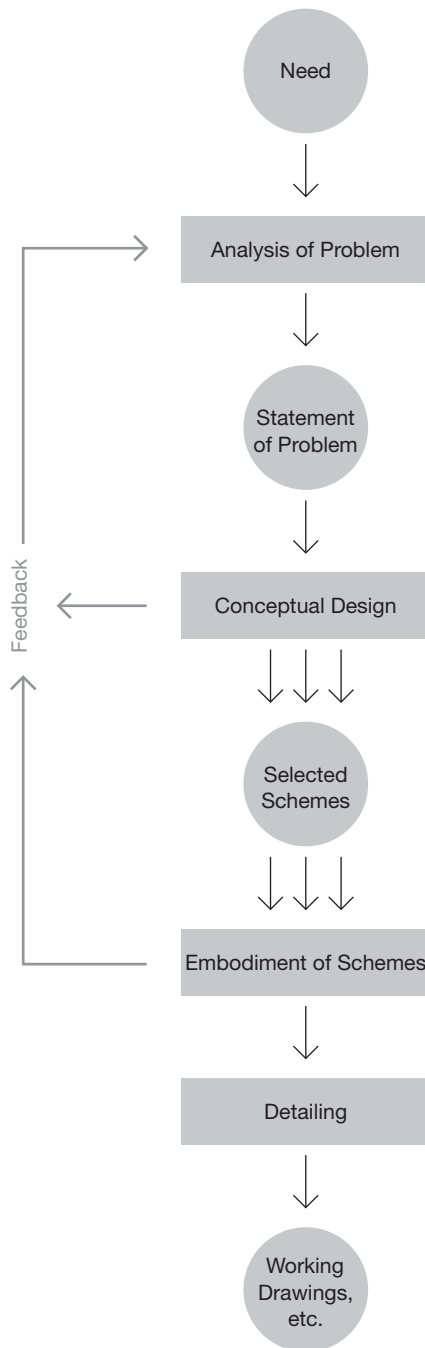 Need
Analysis of Problem
Statement
of Problem
Feedback
Conceptual Design
Selected
Schemes
Embodiment of Schemes
Detailing
Working
Drawings,
etc.